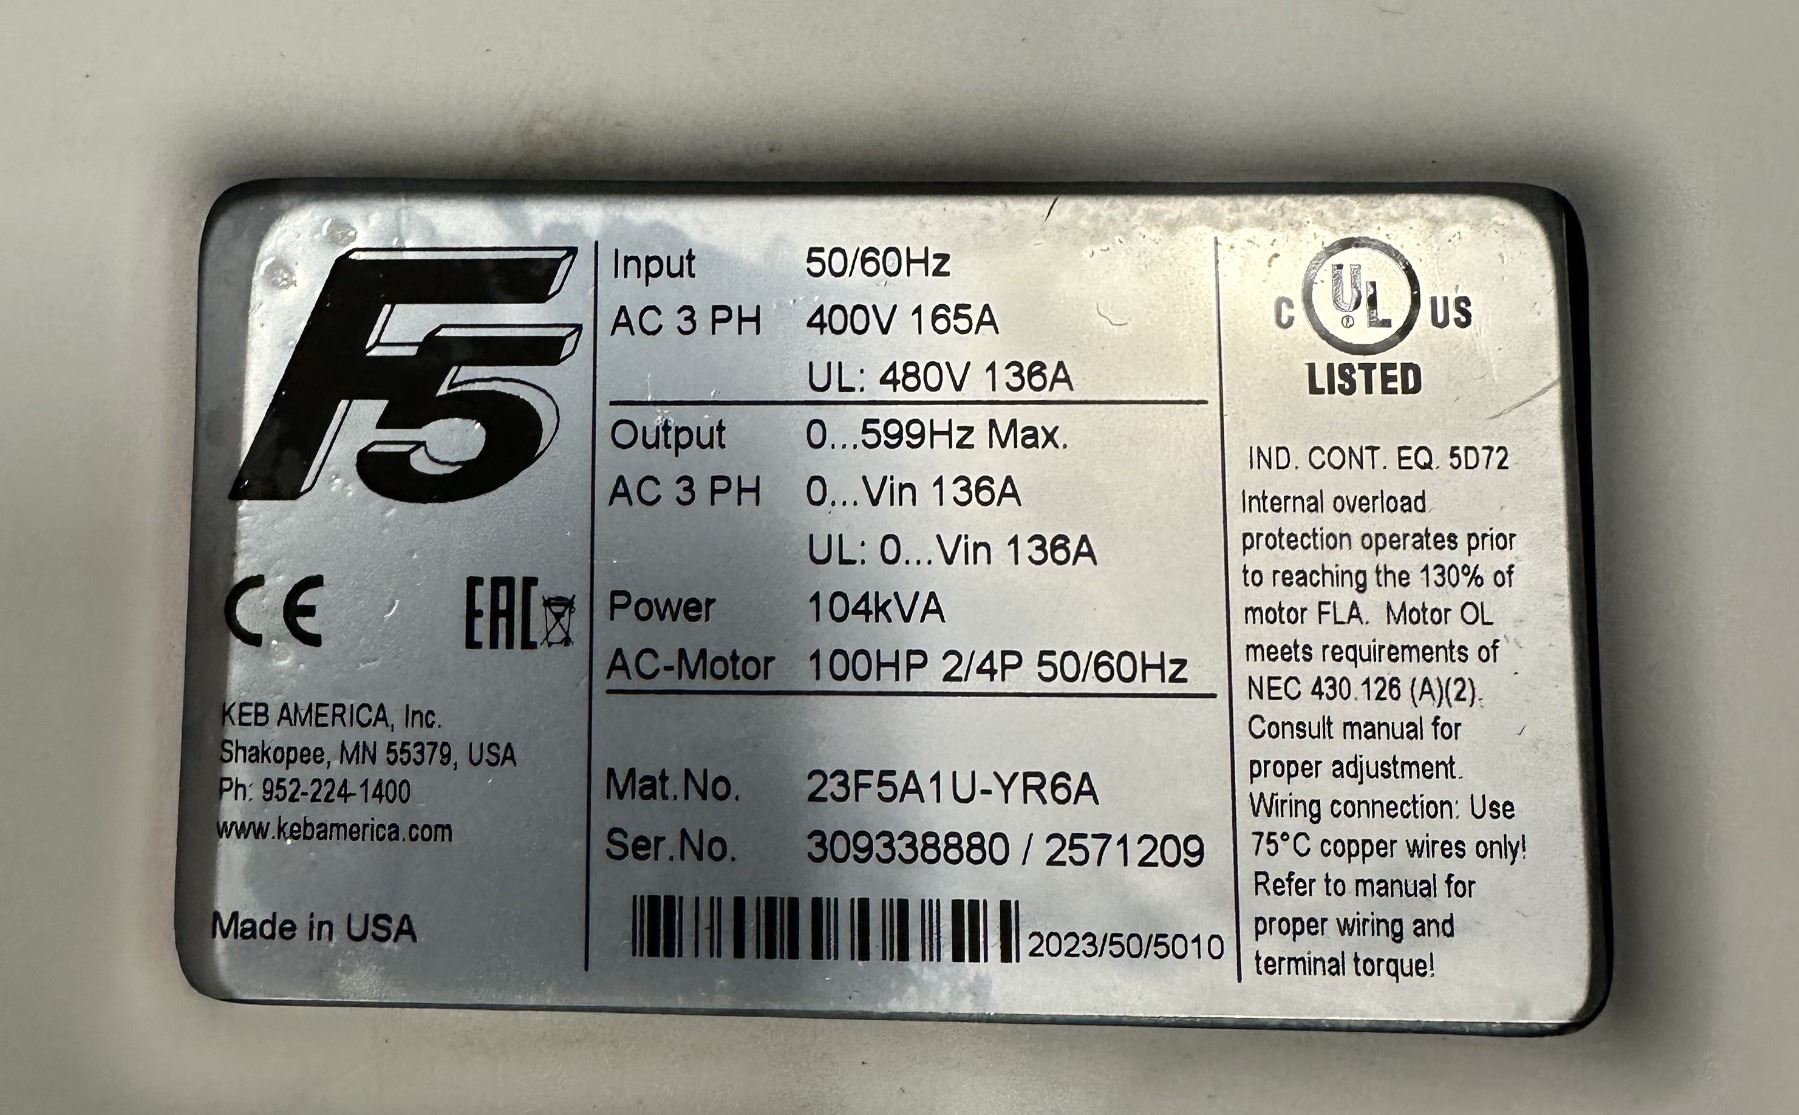 F5
CE
EAC
KEB AMERICA, Inc.
Shakopee, MN 55379, USA
Ph: 952-224-1400
www.kebamerica.com
Made in USA
Input 50/60Hz
AC 3 PH 400V 165A
UL: 480V 136A
Output 0...599Hz Max.
AC 3 PH 0...Vin 136A
UL: 0...Vin 136A
Power 104kVA
AC-Motor 100HP 2/4P 50/60Hz
Mat.No. 23F5A1U-YR6A
Ser.No. 309338880 / 2571209
2023/50/5010
C UL ® US
LISTED
IND. CONT. EQ. 5D72
Internal overload
protection operates prior
to reaching the 130% of
motor FLA. Motor OL
meets requirements of
NEC 430.126 (A)(2).
Consult manual for
proper adjustment.
Wiring connection: Use
75°C copper wires only!
Refer to manual for
proper wiring and
terminal torque!